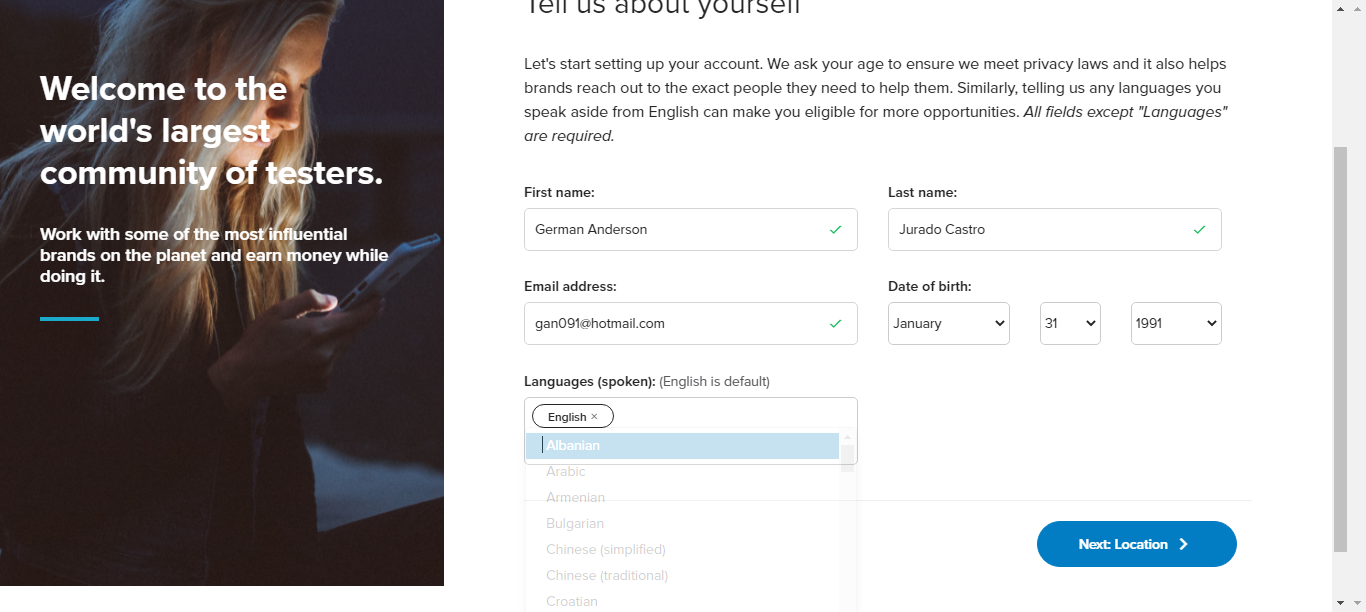 Tell us about yourself
Welcome to the
world's largest
community of testers.
Work with some of the most influential
brands on the planet and earn money while
doing it.
Let's start setting up your account. We ask your age to ensure we meet privacy laws and it also helps
brands reach out to the exact people they need to help them. Similarly, telling us any languages you
speak aside from English can make you eligible for more opportunities. All fields except "Languages"
are required.
First name:
Last name:
German Anderson
Jurado Castro
Email address:
Date of birth:
gan091@hotmail.com
January
31
1991
Languages (spoken): (English is default)
English ×
Albanian
Arabic
Armenian
Bulgarian
Chinese (simplified)
Chinese (traditional)
Croatian
Next: Location